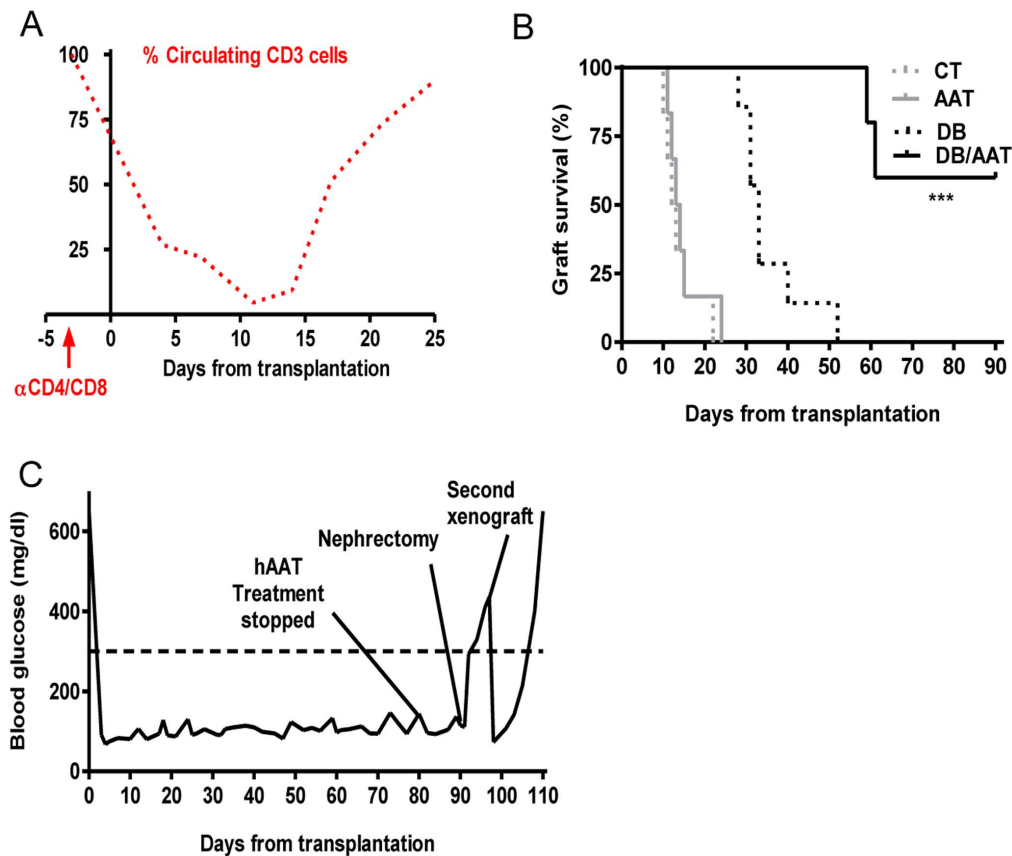 A
% Circulating CD3 cells
100
75
50
25
-5 0 5 10 15 20 25
Days from transplantation
αCD4/CD8
B
CT
AAT
DB
DB/AAT
***
Graft survival (%)
100
75
50
25
0
0 10 20 30 40 50 60 70 80 90
Days from transplantation
C
Second
xenograft
Nephrectomy
hAAT
Treatment
stopped
Blood glucose (mg/dl)
600
400
200
0
0 10 20 30 40 50 60 70 80 90 100 110
Days from transplantation